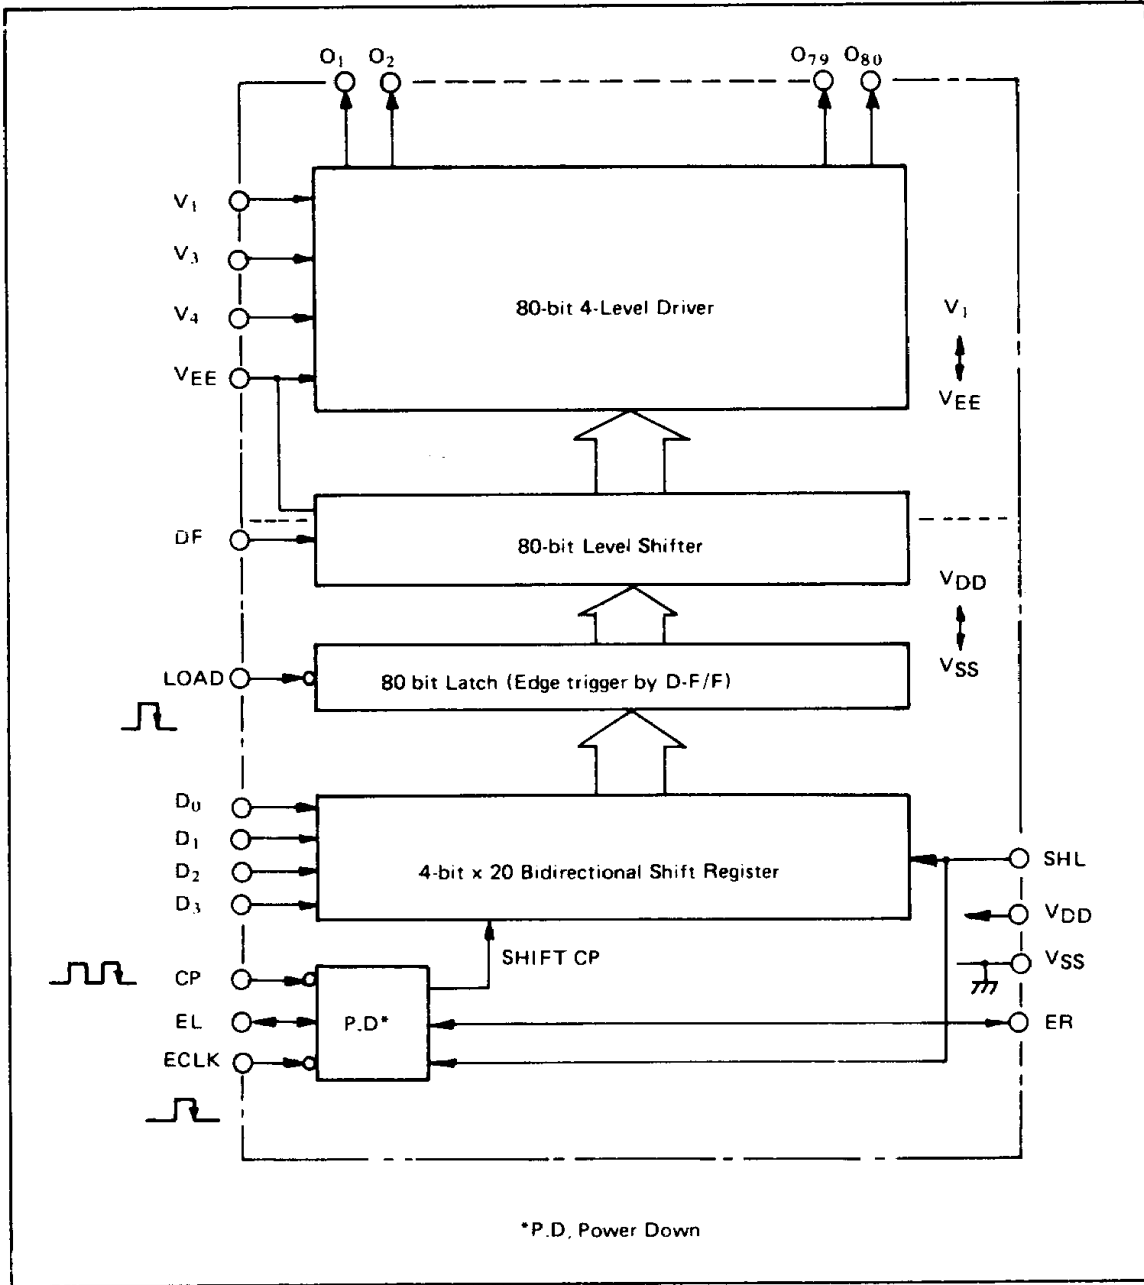 O₁ O₂ O₇₉ O₈₀
V₁
V₃
V₄
VEE
80-bit 4-Level Driver
V₁
VEE
DF
80-bit Level Shifter
VDD
VSS
LOAD
80 bit Latch (Edge trigger by D-F/F)
D₀
D₁
D₂
D₃
4-bit x 20 Bidirectional Shift Register
SHL
VDD
VSS
SHIFT CP
CP
EL
ECLK
P.D*
ER
*P.D, Power Down